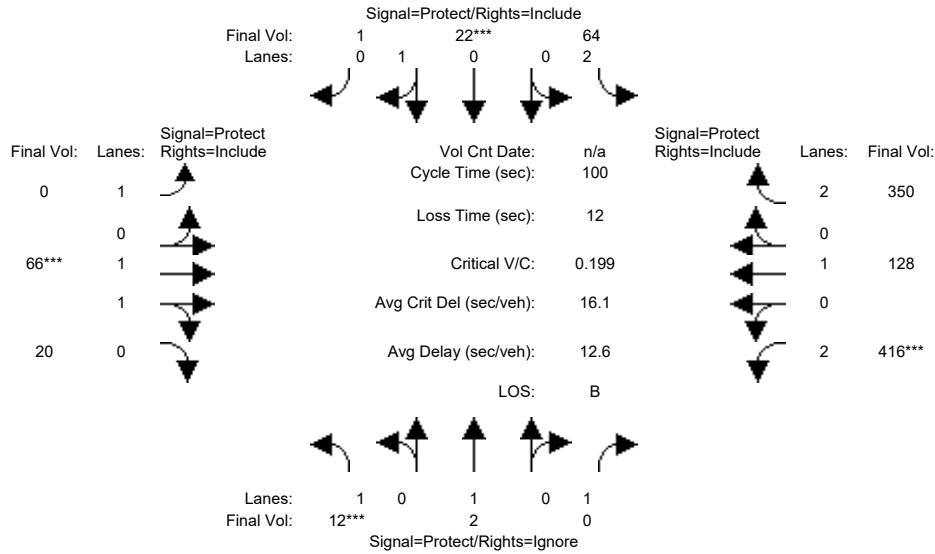 Signal=Protect/Rights=Include
Final Vol: 1 22*** 64
Lanes: 0 1 0 0 2
Signal=Protect Signal=Protect
Final Vol: Lanes: Rights=Include Vol Cnt Date: n/a Rights=Include Lanes: Final Vol:
Cycle Time (sec): 100
0 1 2 350
Loss Time (sec): 12
0 0
66*** 1 Critical V/C: 0.199 1 128
1 Avg Crit Del (sec/veh): 16.1 0
20 0 Avg Delay (sec/veh): 12.6 2 416***
LOS: B
Lanes: 1 0 1 0 1
Final Vol: 12*** 2 0
Signal=Protect/Rights=Ignore